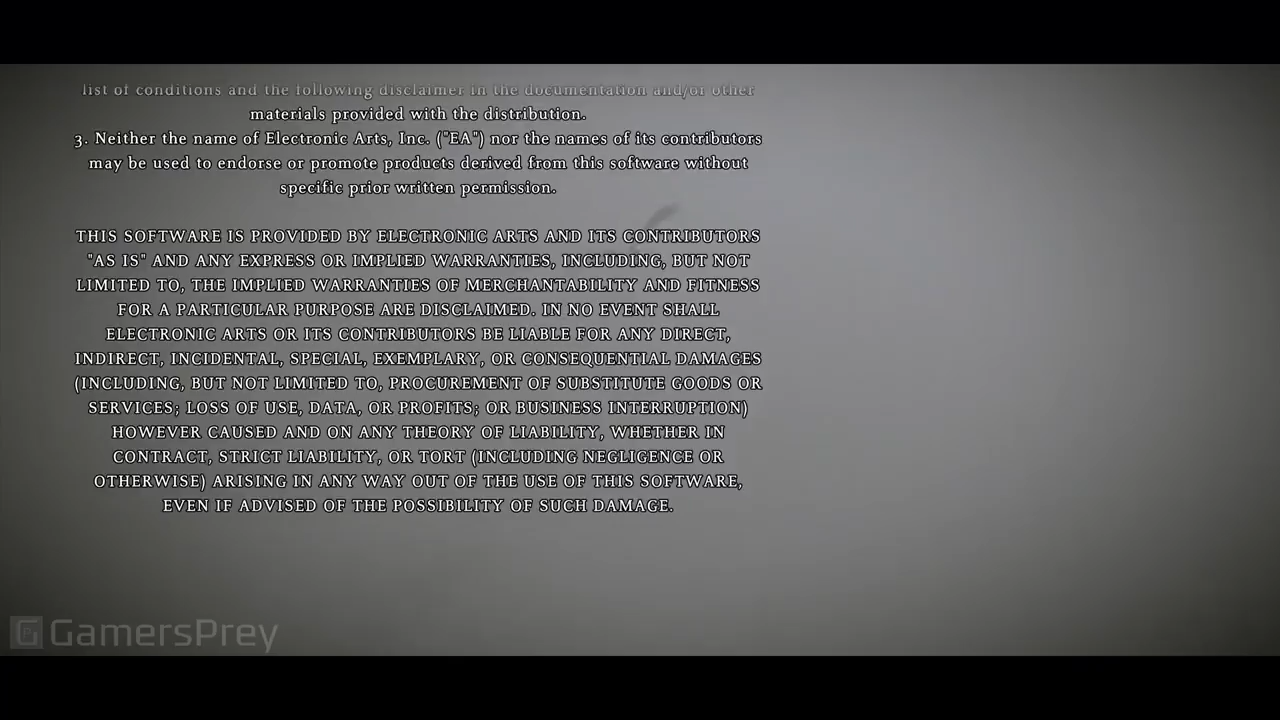 list of conditions and the following disclaimer in the documentation and/or other
materials provided with the distribution.
3. Neither the name of Electronic Arts, Inc. ("EA") nor the names of its contributors
may be used to endorse or promote products derived from this software without
specific prior written permission.
THIS SOFTWARE IS PROVIDED BY ELECTRONIC ARTS AND ITS CONTRIBUTORS
"AS IS" AND ANY EXPRESS OR IMPLIED WARRANTIES, INCLUDING, BUT NOT
LIMITED TO, THE IMPLIED WARRANTIES OF MERCHANTABILITY AND FITNESS
FOR A PARTICULAR PURPOSE ARE DISCLAIMED. IN NO EVENT SHALL
ELECTRONIC ARTS OR ITS CONTRIBUTORS BE LIABLE FOR ANY DIRECT,
INDIRECT, INCIDENTAL, SPECIAL, EXEMPLARY, OR CONSEQUENTIAL DAMAGES
(INCLUDING, BUT NOT LIMITED TO, PROCUREMENT OF SUBSTITUTE GOODS OR
SERVICES; LOSS OF USE, DATA, OR PROFITS; OR BUSINESS INTERRUPTION)
HOWEVER CAUSED AND ON ANY THEORY OF LIABILITY, WHETHER IN
CONTRACT, STRICT LIABILITY, OR TORT (INCLUDING NEGLIGENCE OR
OTHERWISE) ARISING IN ANY WAY OUT OF THE USE OF THIS SOFTWARE,
EVEN IF ADVISED OF THE POSSIBILITY OF SUCH DAMAGE.
GamersPrey